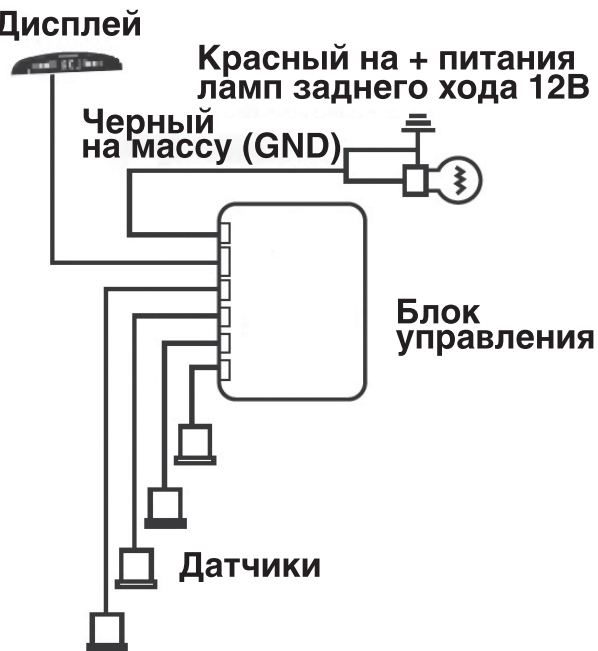 Дисплей
Красный на + питания
ламп заднего хода 12В
Черный
на массу (GND)
Блок
управления
Датчики